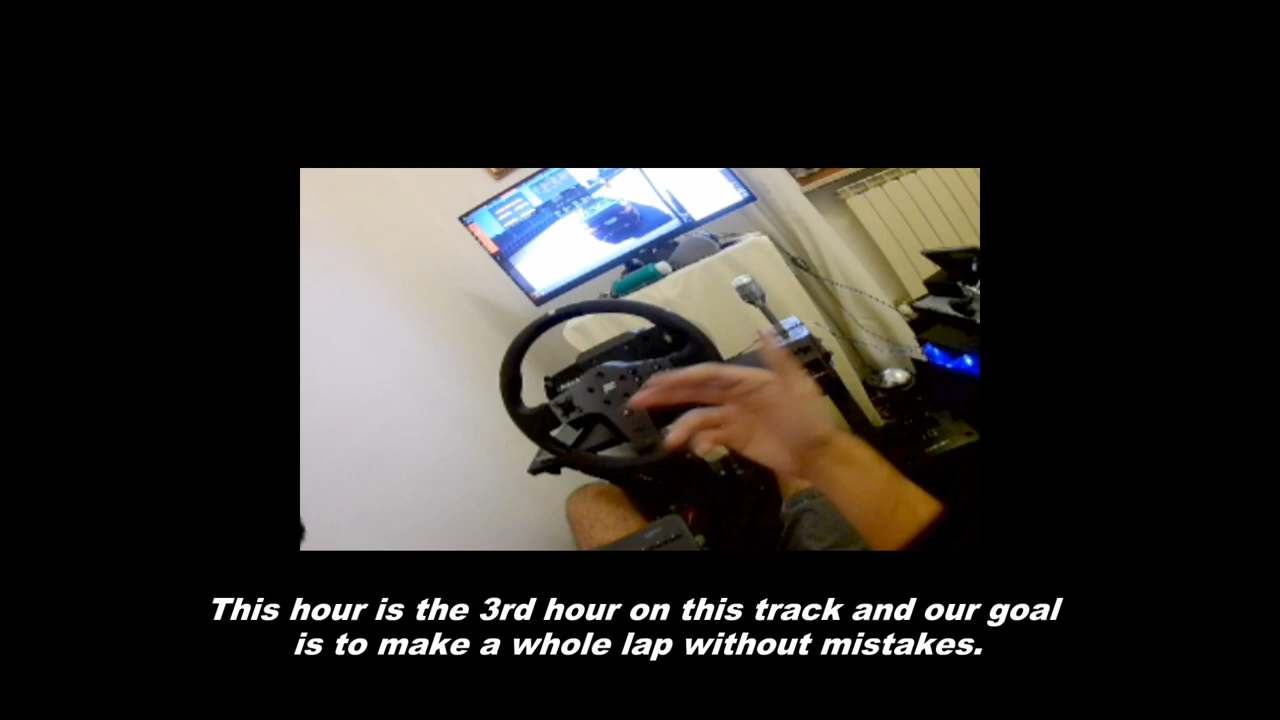 This hour is the 3rd hour on this track and our goal
is to make a whole lap without mistakes.